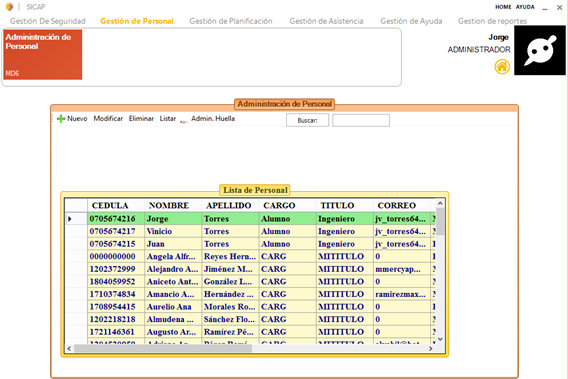 SICAP
HOME AYUDA
Gestión De Seguridad Gestión de Personal Gestión de Planificación Gestión de Asistencia Gestión de Ayuda Gestion de reportes
Administración de
Personal
MD6
Jorge
ADMINISTRADOR
Administración de Personal
Nuevo Modificar Eliminar Listar Admin. Huella Buscar:
Lista de Personal
CEDULA NOMBRE APELLIDO CARGO TITULO CORREO
0705674216 Jorge Torres Alumno Ingeniero jv_torres64...
0705674217 Vinicio Torres Alumno Ingeniero jv_torres64...
0705674215 Juan Torres Alumno Ingeniero jv_torres64...
0000000000 Angela Alfr... Reyes Hern... CARG MITITULO 0
1202372999 Alejandro A... Jiménez M... CARG MITITULO mmercyap...
1804059952 Aniceto Ant... González L... CARG MITITULO 0
1710374834 Amancio A... Hernández ... CARG MITITULO ramirezmax...
1708954415 Aurelio Ana Morales Ro... CARG MITITULO 0
1202218218 Almudena ... Sánchez Flo... CARG MITITULO 0
1721146361 Augusto Ar... Ramírez Pé... CARG MITITULO 0
CARG MITITULO